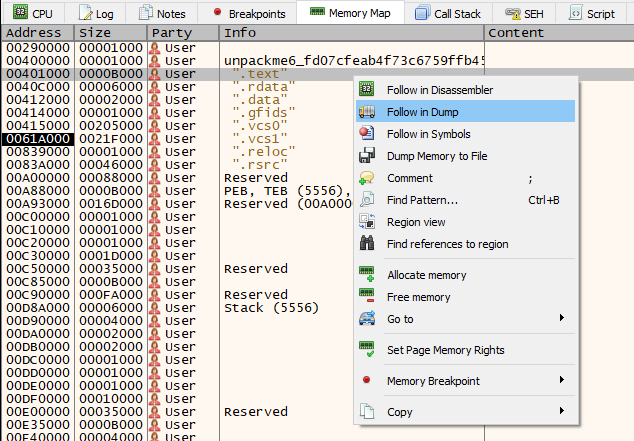 CPU Log Notes Breakpoints Memory Map Call Stack SEH Script
Address Size Party Info Content
00290000 00001000 User
00400000 00001000 User unpackme6_fd07cfeab4f73c6759ffb45
00401000 0000B000 User ".text"
0040C000 00006000 User ".rdata"
00412000 00002000 User ".data"
00414000 00001000 User ".gfids"
00415000 00205000 User ".vcs0"
0061A000 0021F000 User ".vcs1"
00839000 00001000 User ".reloc"
0083A000 00046000 User ".rsrc"
00A00000 00088000 User Reserved
00A88000 0000B000 User PEB, TEB (5556),
00A93000 0016D000 User Reserved (00A000
00C00000 00001000 User
00C10000 00001000 User
00C20000 00001000 User
00C30000 0001D000 User
00C50000 00035000 User Reserved
00C85000 0000B000 User
00C90000 000FA000 User Reserved
00D8A000 00006000 User Stack (5556)
00D90000 00004000 User
00DA0000 00002000 User
00DB0000 00002000 User
00DC0000 00001000 User
00DD0000 00001000 User
00DE0000 00001000 User
00DF0000 00010000 User
00E00000 00035000 User Reserved
00E35000 0000B000 User
00E40000 00004000 User
Follow in Disassembler
Follow in Dump
Follow in Symbols
Dump Memory to File
Comment ;
Find Pattern... Ctrl+B
Region view
Find references to region
Allocate memory
Free memory
Go to
Set Page Memory Rights
Memory Breakpoint
Copy